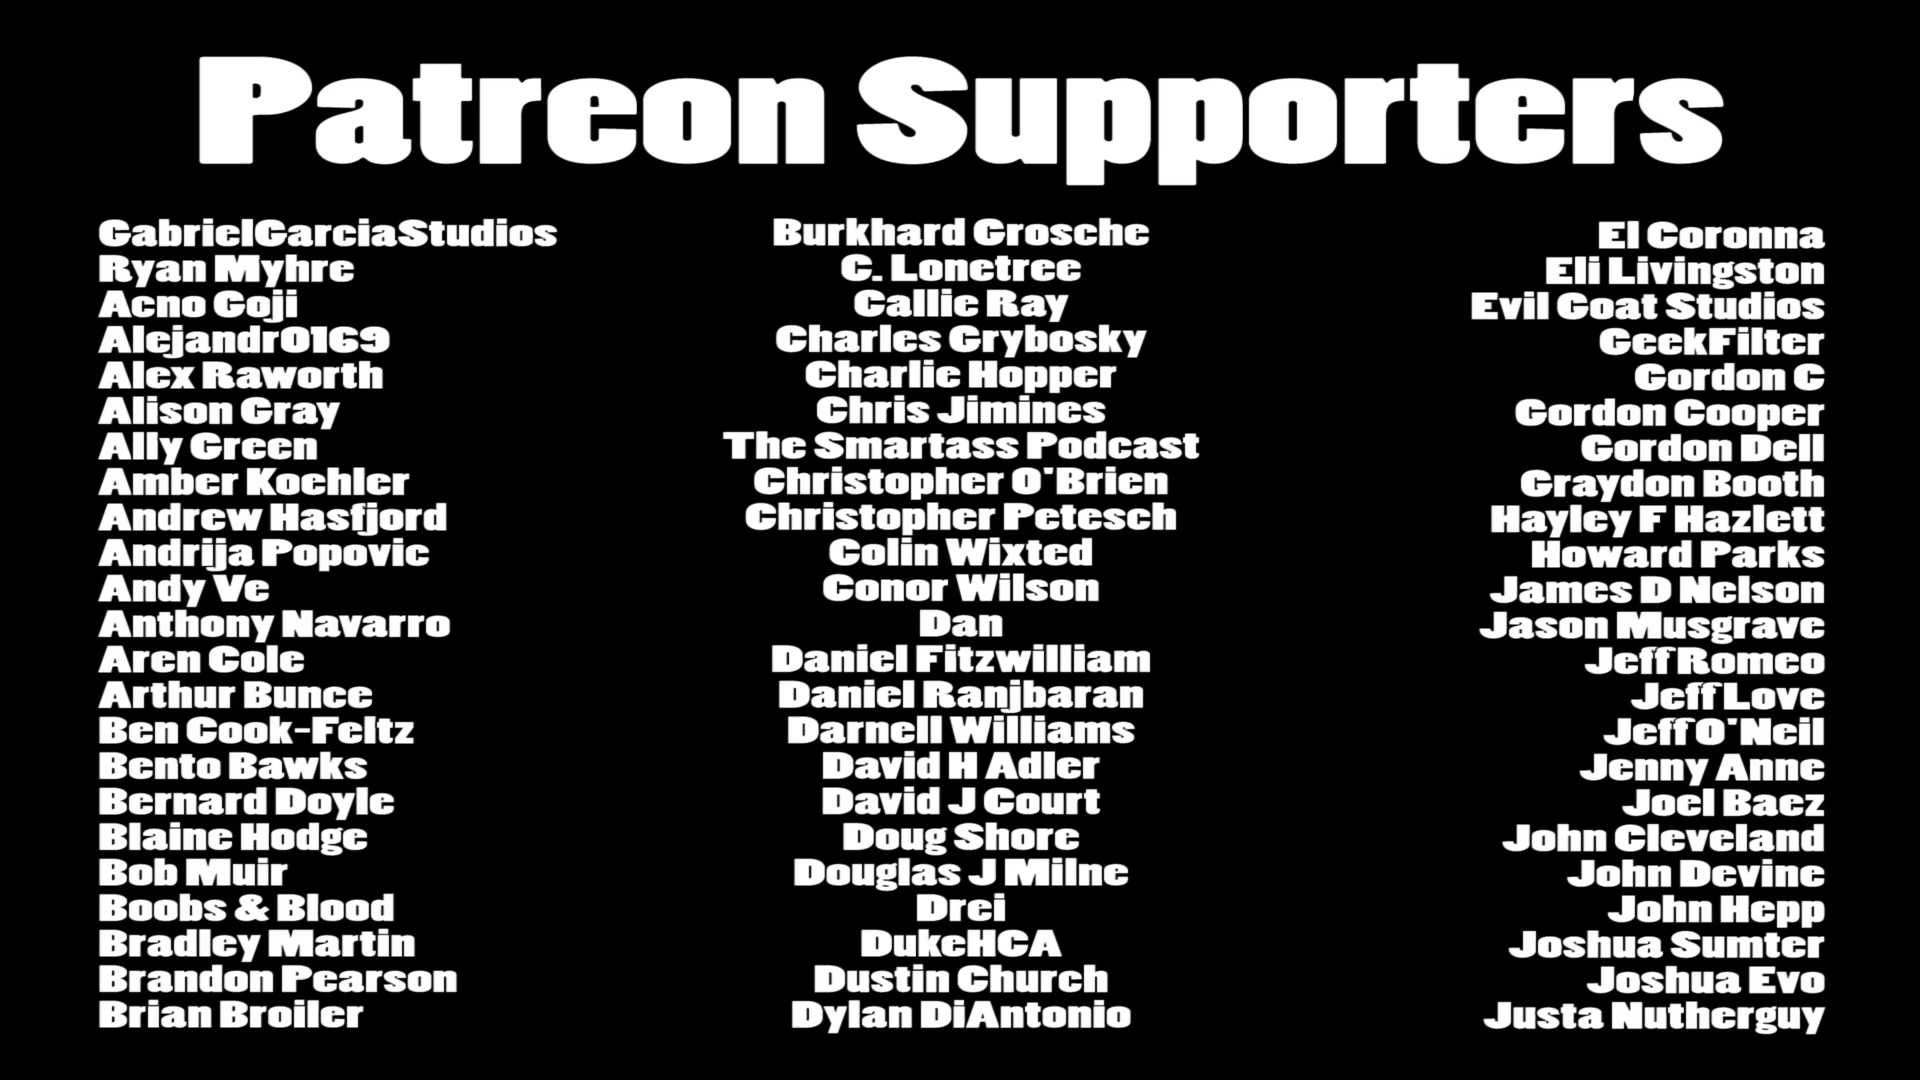 Patreon Supporters
GabrielGarciaStudios
Ryan Myhre
Acno Goji
Alejandr0169
Alex Raworth
Alison Gray
Ally Green
Amber Koehler
Andrew Hasfjord
Andrija Popovic
Andy Ve
Anthony Navarro
Aren Cole
Arthur Bunce
Ben Cook-Feltz
Bento Bawks
Bernard Doyle
Blaine Hodge
Bob Muir
Boobs & Blood
Bradley Martin
Brandon Pearson
Brian Broiler
Burkhard Grosche
C. Lonetree
Callie Ray
Charles Grybosky
Charlie Hopper
Chris Jimines
The Smartass Podcast
Christopher O'Brien
Christopher Petesch
Colin Wixted
Conor Wilson
Dan
Daniel Fitzwilliam
Daniel Ranjbaran
Darnell Williams
David H Adler
David J Court
Doug Shore
Douglas J Milne
Drei
DukeHCA
Dustin Church
Dylan DiAntonio
El Coronna
Eli Livingston
Evil Goat Studios
GeekFilter
Gordon C
Gordon Cooper
Gordon Dell
Graydon Booth
Hayley F Hazlett
Howard Parks
James D Nelson
Jason Musgrave
Jeff Romeo
Jeff Love
Jeff O'Neil
Jenny Anne
Joel Baez
John Cleveland
John Devine
John Hepp
Joshua Sumter
Joshua Evo
Justa Nutherguy